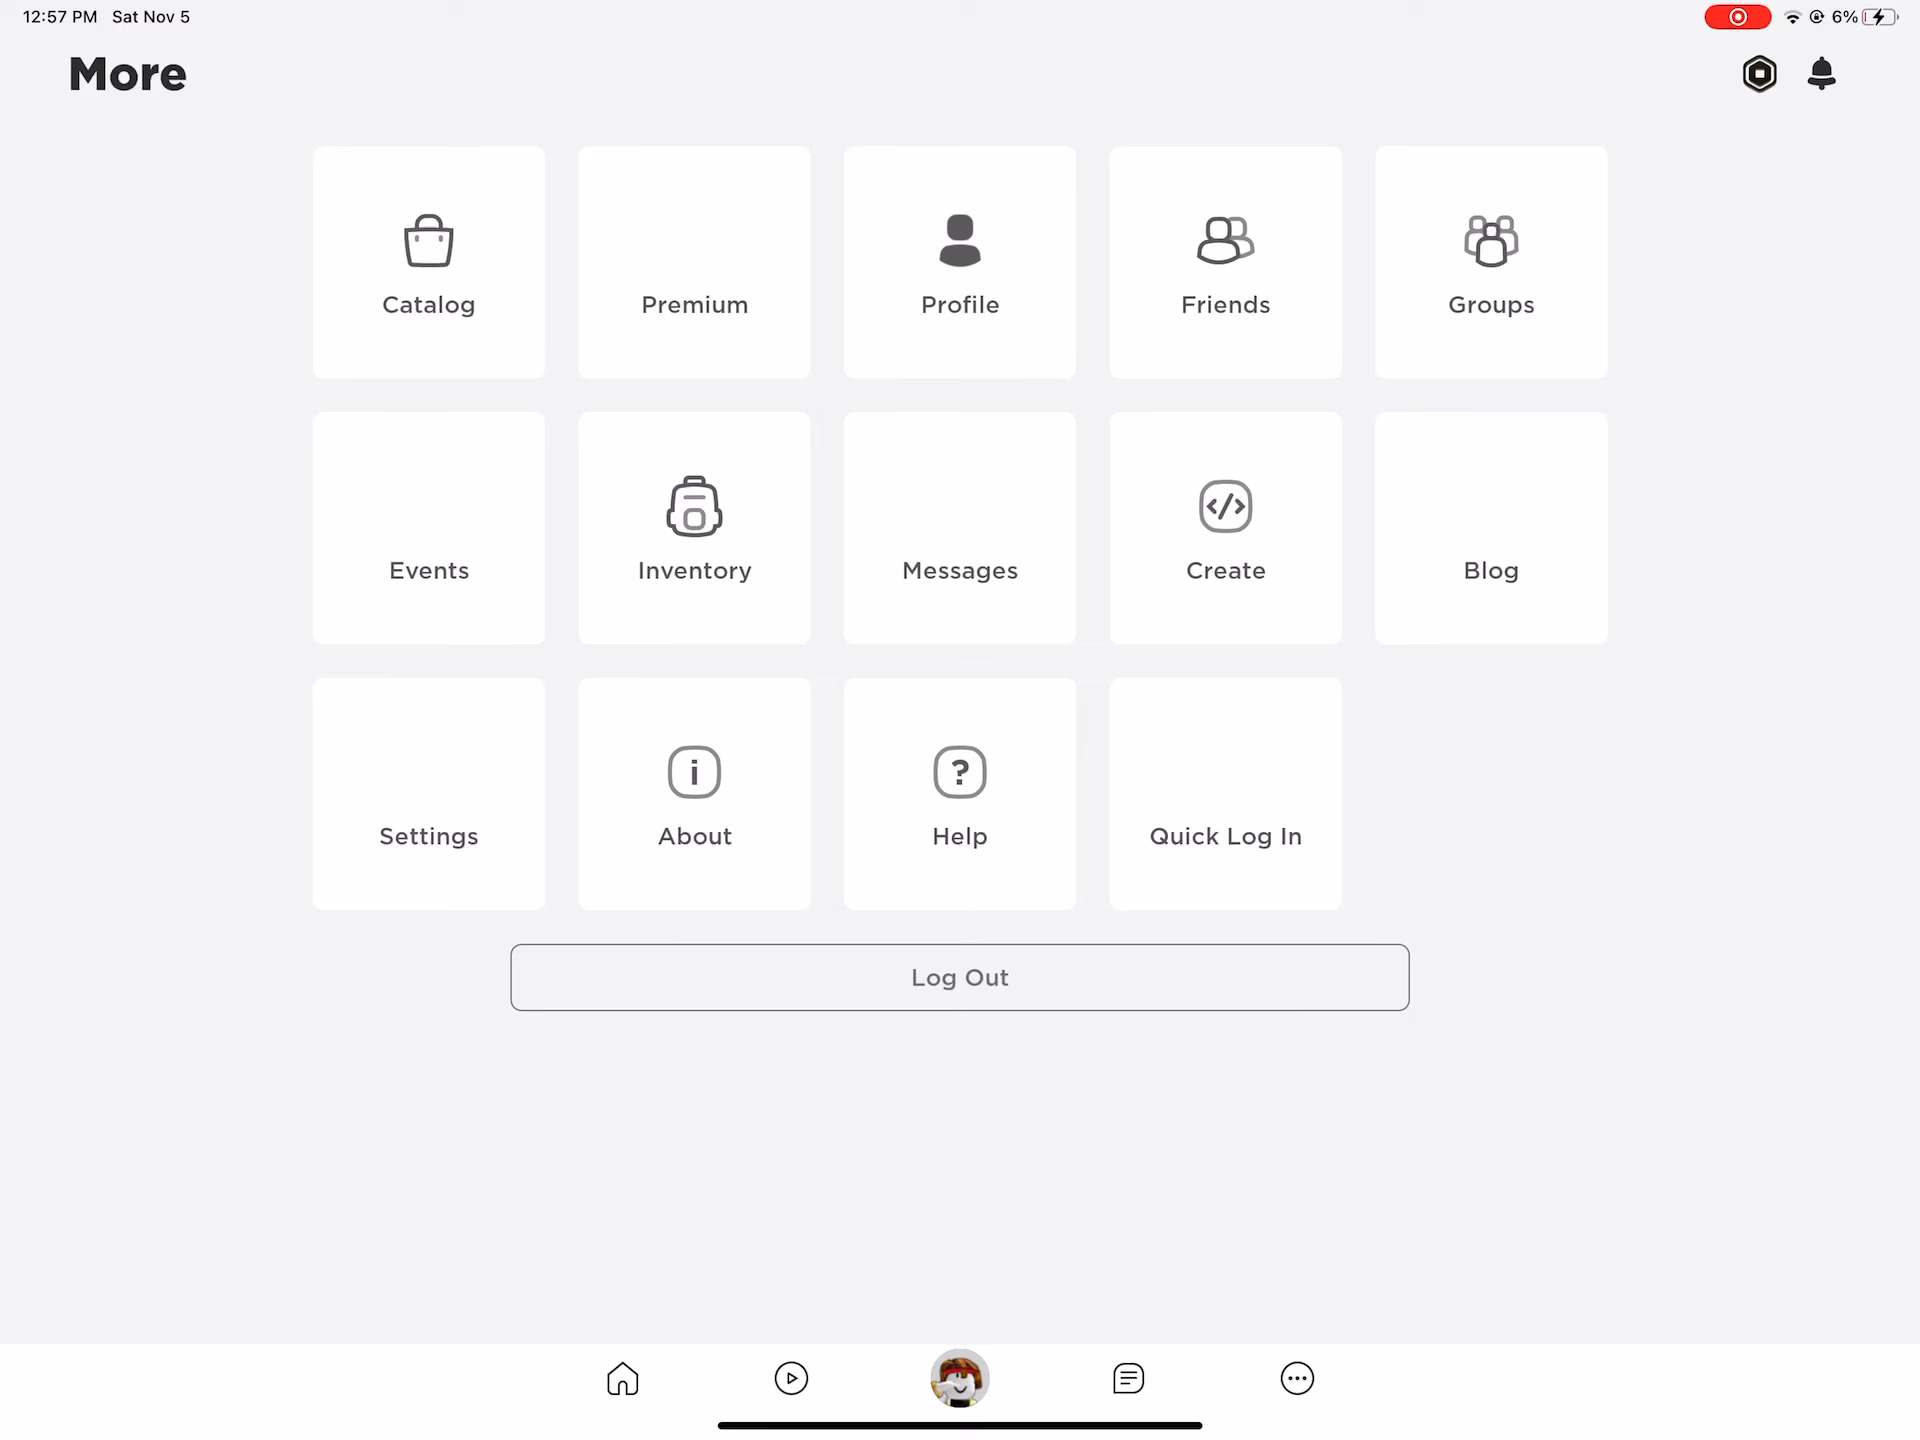 12:57 PM Sat Nov 5
6%
More
Catalog
Premium
Profile
Friends
Groups
Events
Inventory
Messages
Create
Blog
Settings
About
Help
Quick Log In
Log Out